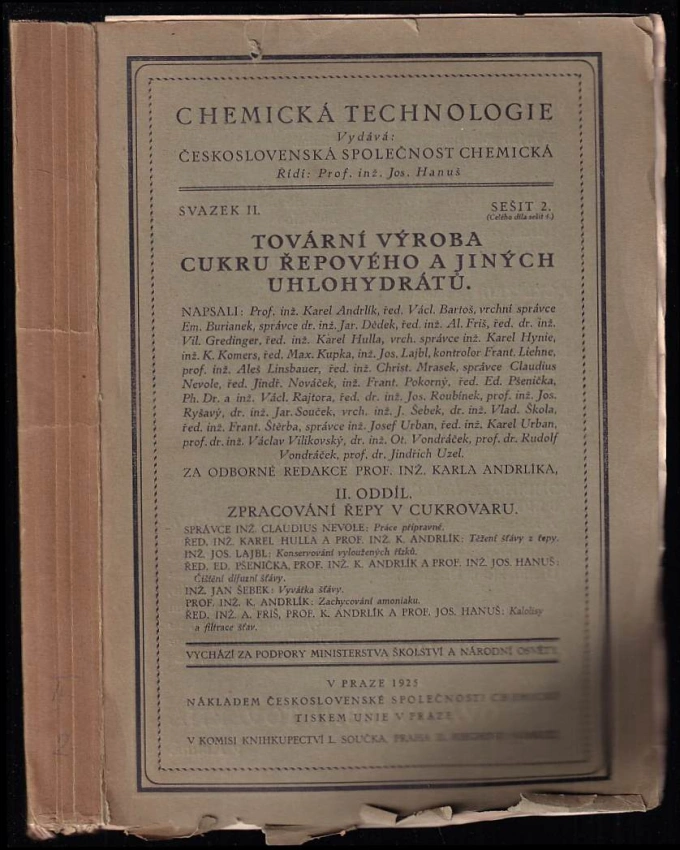 CHEMICKÁ TECHNOLOGIE
Vydává:
ČESKOSLOVENSKÁ SPOLEČNOST CHEMICKÁ
Řídí: Prof. inž. Jos. Hanuš
SVAZEK II.
SEŠIT 2.
(Celého díla sešit 6.)
TOVÁRNÍ VÝROBA
CUKRU ŘEPOVÉHO A JINÝCH
UHLOHYDRÁTŮ.
NAPSALI: Prof. inž. Karel Andrlík, řed. Václ. Bartoš, vrchní správce
Em. Burianek, správce dr. inž. Jar. Dědek, řed. inž. Al. Friš, řed. dr. inž.
Vil. Gredinger, řed. inž. Karel Hulla, vrch. správce inž. Karel Hynie,
inž. K. Komers, řed. Max. Kupka, inž. Jos. Lajbl, kontrolor Frant. Liehne,
prof. inž. Aleš Linsbauer, řed. inž. Christ. Mrasek, správce Claudius
Nevole, řed. Jindř. Nováček, inž. Frant. Pokorný, řed. Ed. Pšenička,
Ph. Dr. a inž. Václ. Rajtora, řed. dr. inž. Jos. Roubínek, prof. inž. Jos.
Ryšavý, dr. inž. Jar. Souček, vrch. inž. J. Šebek, dr. inž. Vlad. Škola,
řed. inž. Frant. Štěrba, správce inž. Josef Urban, řed. inž. Karel Urban,
prof. dr. inž. Václav Vilikovský, dr. inž. Ot. Vondráček, prof. dr. Rudolf
Vondráček, prof. dr. Jindřich Uzel.
ZA ODBORNÉ REDAKCE PROF. INŽ. KARLA ANDRLÍKA,
II. ODDÍL.
ZPRACOVÁNÍ ŘEPY V CUKROVARU.
SPRÁVCE INŽ. CLAUDIUS NEVOLE: Práce přípravné.
ŘED. INŽ. KAREL HULLA A PROF. INŽ. K. ANDRLÍK: Těžení šťávy z řepy.
INŽ. JOS. LAJBL: Konservování vyloužených řízků.
ŘED. ED. PŠENIČKA, PROF. INŽ. K. ANDRLÍK A PROF. INŽ. JOS. HANUŠ:
Čištění difuzní šťávy.
INŽ. JAN ŠEBEK: Vyvářka šťávy.
PROF. INŽ. K. ANDRLÍK: Zachycování amoniaku.
ŘED. INŽ. A. FRIŠ, PROF. K. ANDRLÍK A PROF. JOS. HANUŠ: Kalolisy
a filtrace šťav.
VYCHÁZÍ ZA PODPORY MINISTERSTVA ŠKOLSTVÍ A NÁRODNÍ OSVĚTY.
V PRAZE 1925
NÁKLADEM ČESKOSLOVENSKÉ SPOLEČNOSTI CHEMICKÉ
TISKEM UNIE V PRAZE
V KOMISI KNIHKUPECTVÍ L. SOUČKA, PRAHA II.